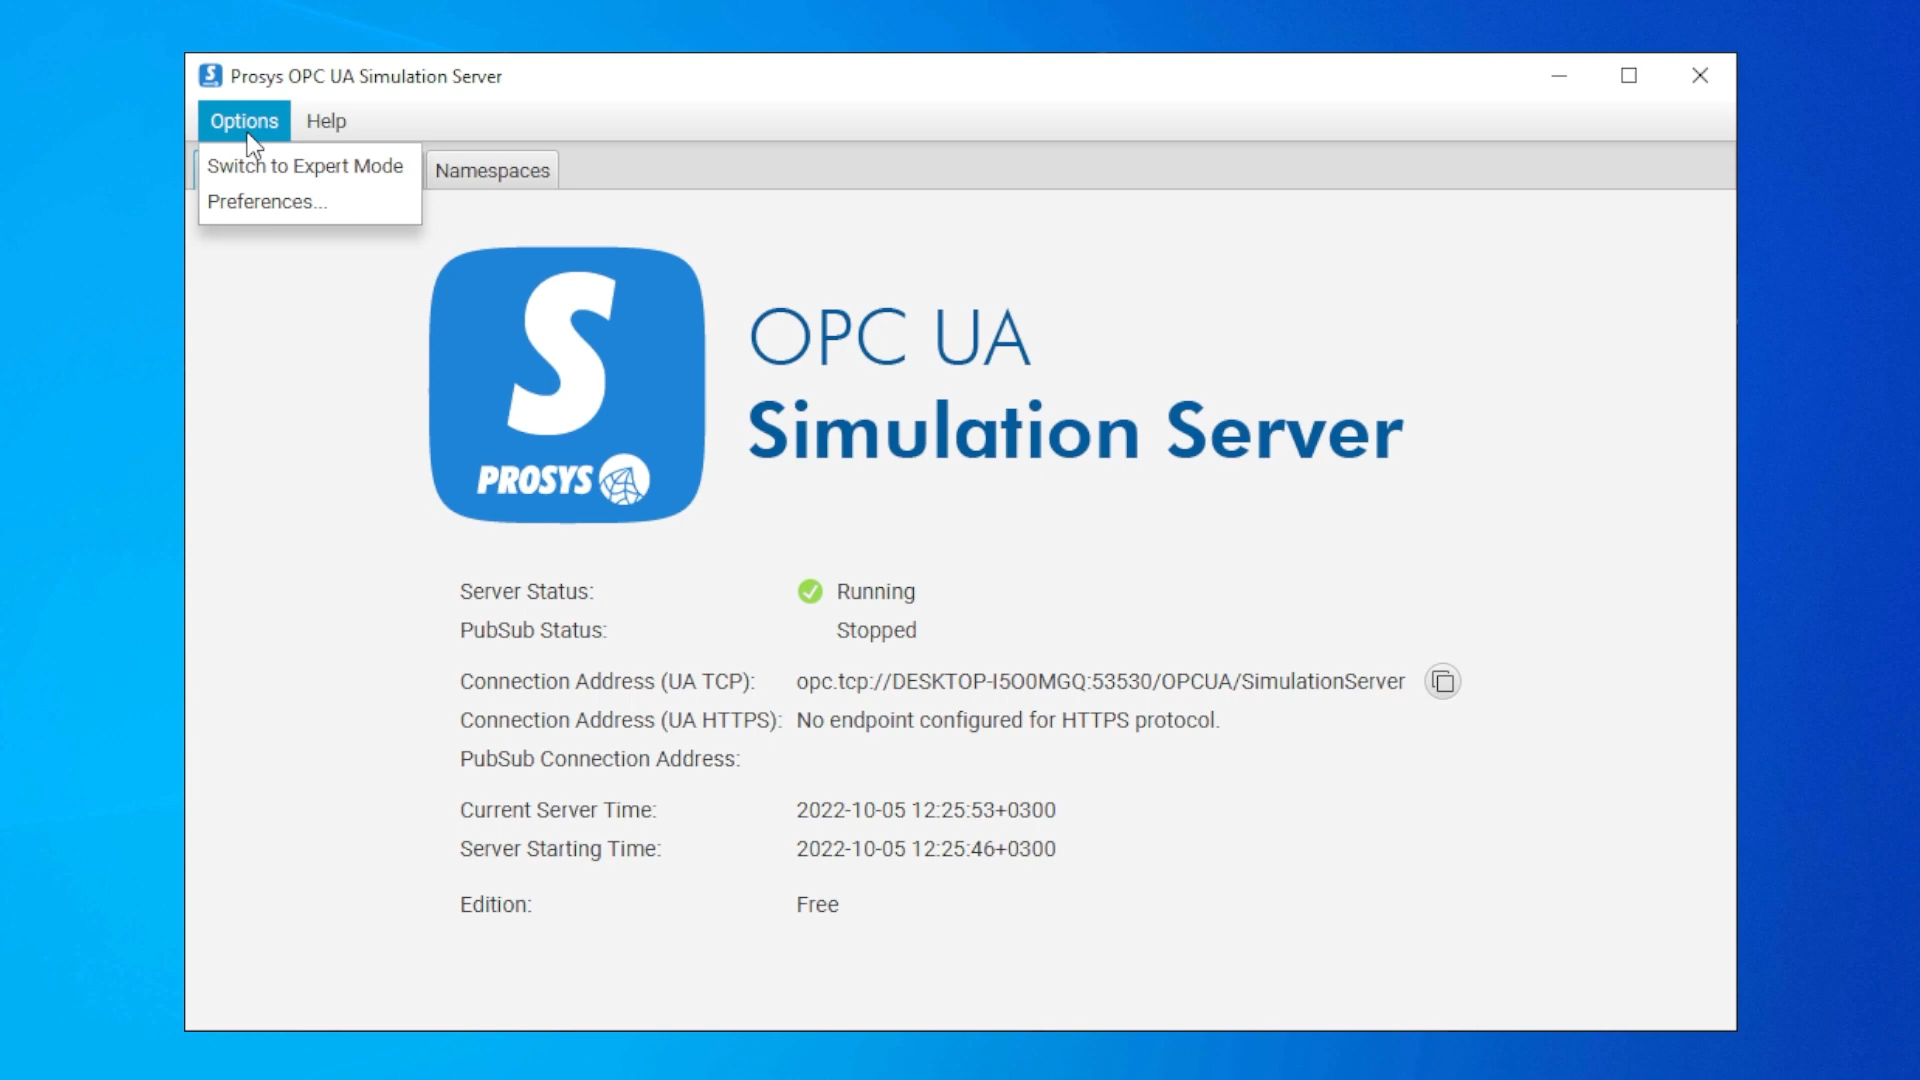 Prosys OPC UA Simulation Server
Options Help
Switch to Expert Mode
Preferences...
Namespaces
S
PROSYS
OPC UA
Simulation Server
Server Status: Running
PubSub Status: Stopped
Connection Address (UA TCP): opc.tcp://DESKTOP-I5O0MGQ:53530/OPCUA/SimulationServer
Connection Address (UA HTTPS): No endpoint configured for HTTPS protocol.
PubSub Connection Address:
Current Server Time: 2022-10-05 12:25:53+0300
Server Starting Time: 2022-10-05 12:25:46+0300
Edition: Free